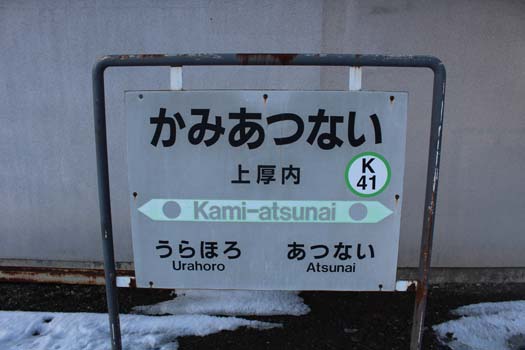 かみあつない
上厚内
K
41
Kami-atsunai
うらほろ あつない
Urahoro Atsunai